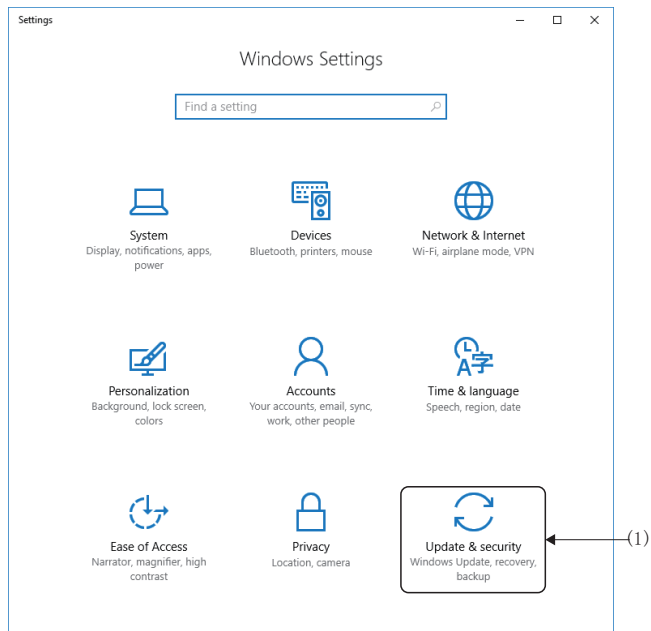 Settings
Windows Settings
Find a setting
System
Display, notifications, apps,
power
Devices
Bluetooth, printers, mouse
Network & Internet
Wi-Fi, airplane mode, VPN
Personalization
Background, lock screen,
colors
Accounts
Your accounts, email, sync,
work, other people
Time & language
Speech, region, date
Ease of Access
Narrator, magnifier, high
contrast
Privacy
Location, camera
Update & security
Windows Update, recovery,
backup
(1)